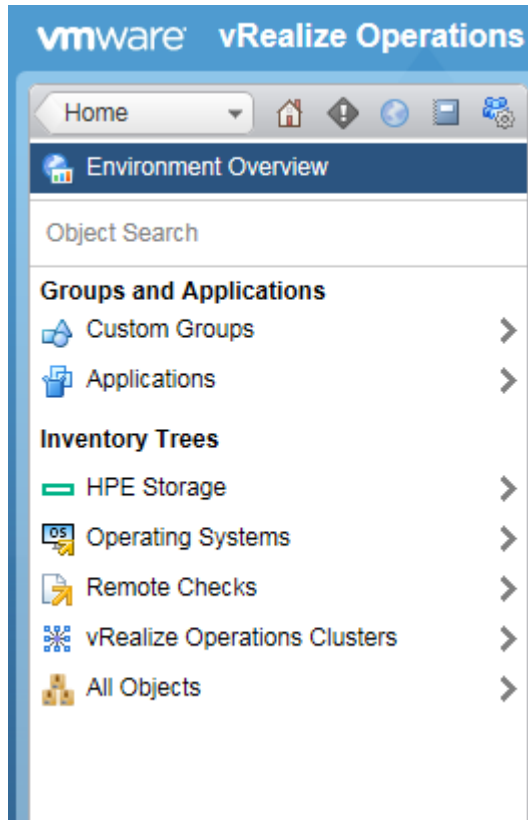 vmware vRealize Operations
Home
Environment Overview
Object Search
Groups and Applications
Custom Groups
Applications
Inventory Trees
HPE Storage
OS
Operating Systems
Remote Checks
vRealize Operations Clusters
All Objects